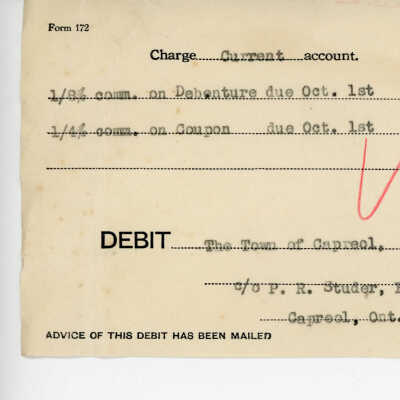 Form 172
Charge Current account.
1/8% comm. on Debenture due Oct. 1st
1/4% comm. on Coupon due Oct. 1st
DEBIT The Town of Capreol,
c/o P. R. Studer,
Capreol, Ont.
ADVICE OF THIS DEBIT HAS BEEN MAILED